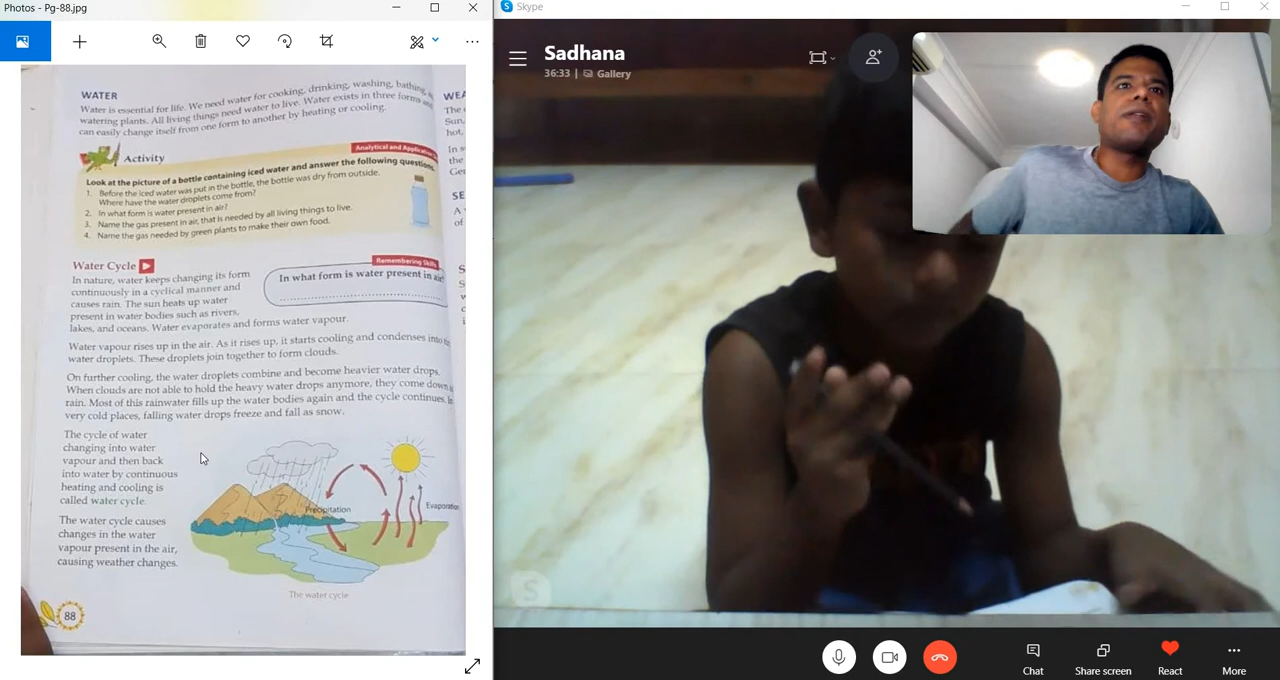 Photos - Pg-88.jpg
WATER
Water is essential for life. We need water for cooking, drinking, washing, bathing,
watering plants. All living things need water to live. Water exists in three forms
can easily change itself from one form to another by heating or cooling.
Analytical and
Activity
Look at the picture of a bottle containing iced water and answer the following questions.
1. Before the iced water was put in the bottle, the bottle was dry from outside.
Where have the water droplets come from?
2. In what form is water present in air?
3. Name the gas present in air, that is needed by all living things to live.
4. Name the gas needed by green plants to make their own food.
Water Cycle
Remembering Skills
In what form is water present in air?
In nature, water keeps changing its form
continuously in a cyclical manner and
causes rain. The sun heats up water
present in water bodies such as rivers,
lakes, and oceans. Water evaporates and forms water vapour.
Water vapour rises up in the air. As it rises up, it starts cooling and condenses into
water droplets. These droplets join together to form clouds.
On further cooling, the water droplets combine and become heavier water drops.
When clouds are not able to hold the heavy water drops anymore, they come down
rain. Most of this rainwater fills up the water bodies again and the cycle continues. In
very cold places, falling water drops freeze and fall as snow.
The cycle of water
changing into water
vapour and then back
into water by continuous
heating and cooling is
called water cycle.
The water cycle causes
changes in the water
vapour present in the air,
causing weather changes.
Precipitation
Evaporation
The water cycle
88
Skype
Sadhana
36:33 | Gallery
Chat
Share screen
React
More